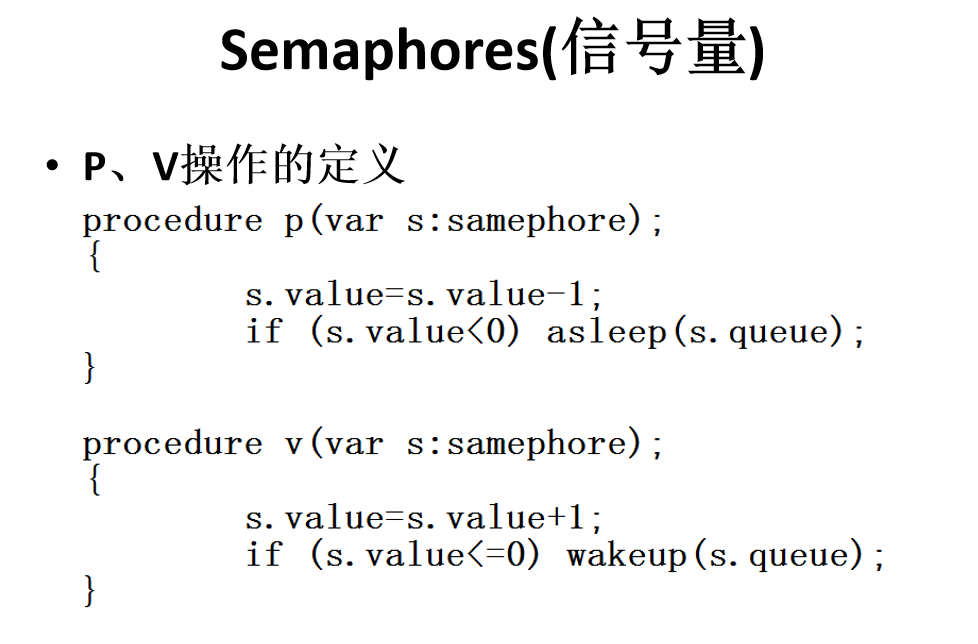 Semaphores(信号量)
• P、V操作的定义
procedure p(var s:samephore);
{
s.value=s.value-1;
if (s.value<0) asleep(s.queue);
}
procedure v(var s:samephore);
{
s.value=s.value+1;
if (s.value<=0) wakeup(s.queue);
}